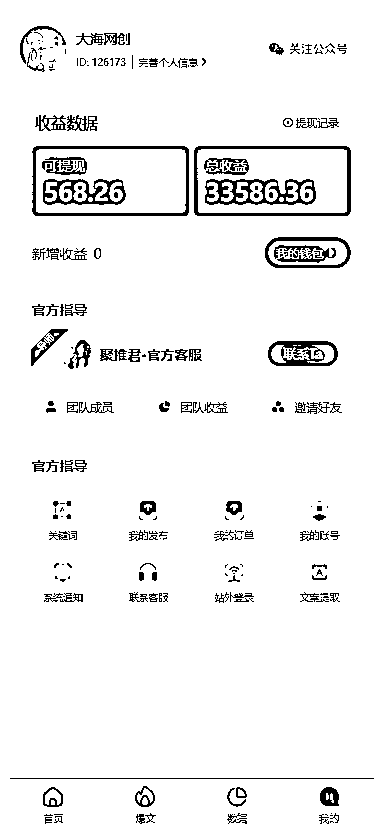 大海网创
关注公众号
ID: 126173 | 完善个人信息 >
收益数据
提现记录
可提现
总收益
568.26
33586.36
新增收益 0
我的钱包
官方指导
导师
聚推君-官方客服
联系Ta
团队成员
团队收益
邀请好友
官方指导
关键词
我的发布
我的订单
我的账号
系统通知
联系客服
站外登录
文案提取
首页
爆文
数据
我的